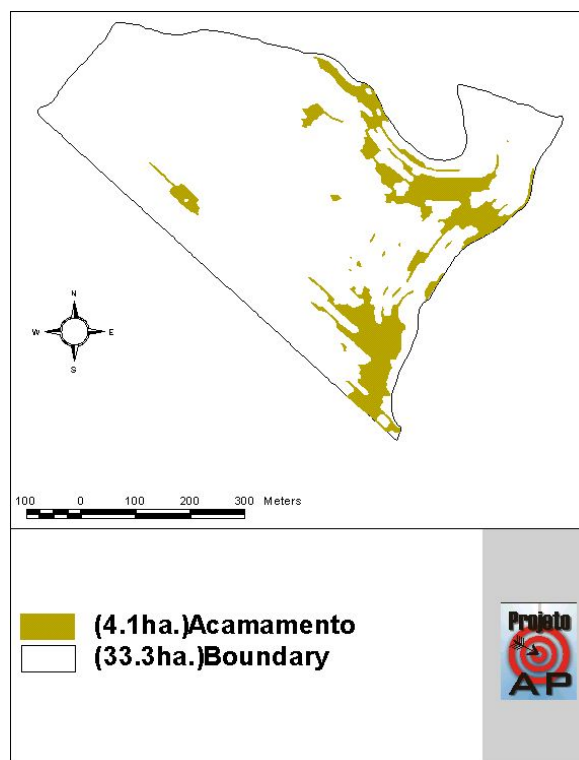 N
W E
S
100 0 100 200 300 Meters
(4.1ha.)Acamamento
(33.3ha.)Boundary
Projeto
AP